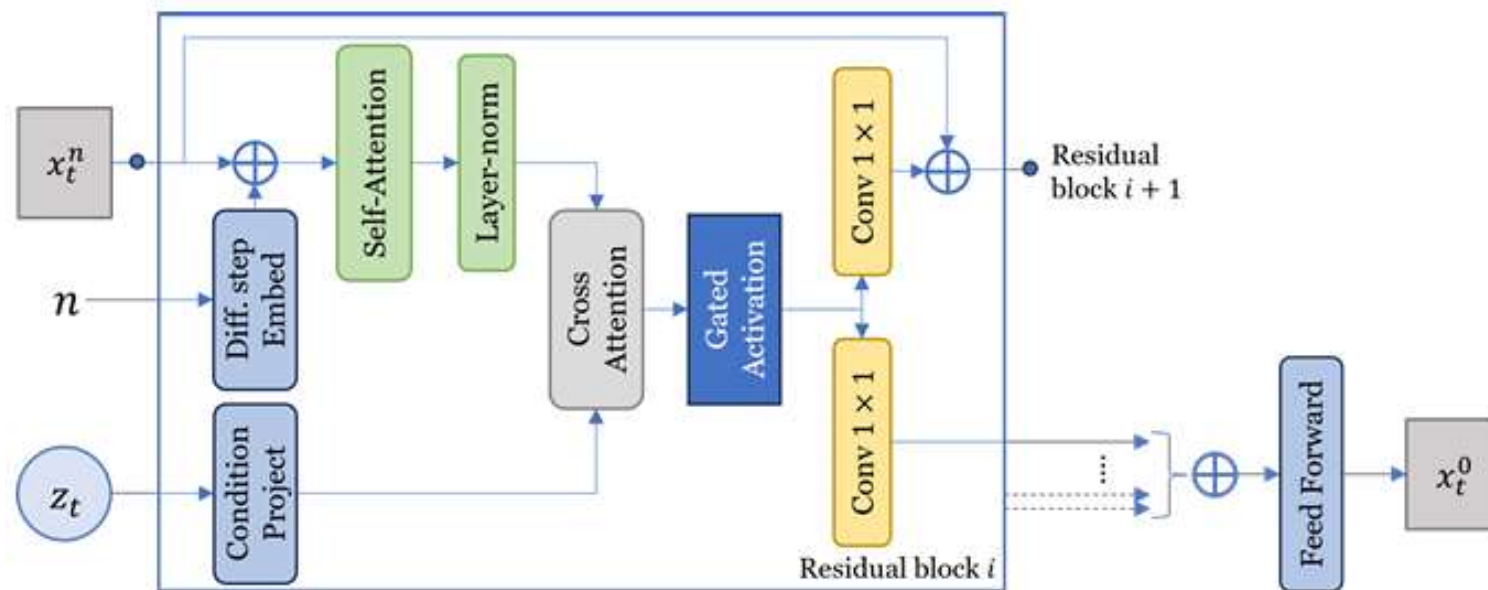 x_t^n
n
z_t
Diff. step
Embed
Condition
Project
Self-Attention
Layer-norm
Cross
Attention
Gated
Activation
Conv 1 × 1
Conv 1 × 1
Residual
block i + 1
Residual block i
....
Feed Forward
x_t^0